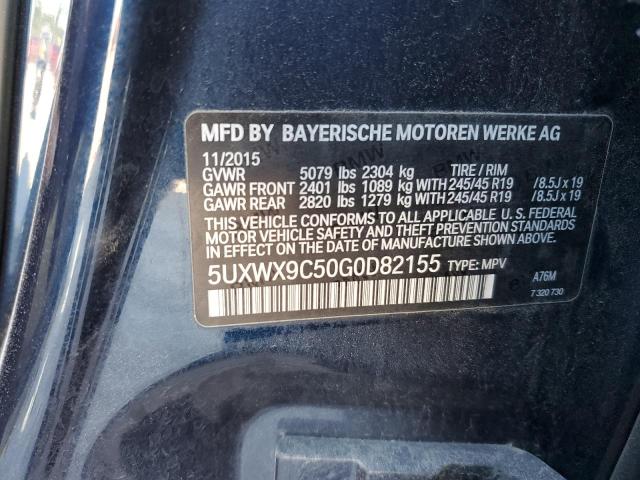 MFD BY BAYERISCHE MOTOREN WERKE AG
11/2015
GVWR 5079 lbs 2304 kg TIRE / RIM
GAWR FRONT 2401 lbs 1089 kg WITH 245/45 R19 / 8.5J x 19
GAWR REAR 2820 lbs 1279 kg WITH 245/45 R19 / 8.5J x 19
THIS VEHICLE CONFORMS TO ALL APPLICABLE U. S. FEDERAL
MOTOR VEHICLE SAFETY, BUMPER, AND THEFT PREVENTION
STANDARDS IN EFFECT ON THE DATE OF MANUFACTURE
SHOWN ABOVE.
5UXWX9C50G0D82155 TYPE: MPV
A76M
7 320 730